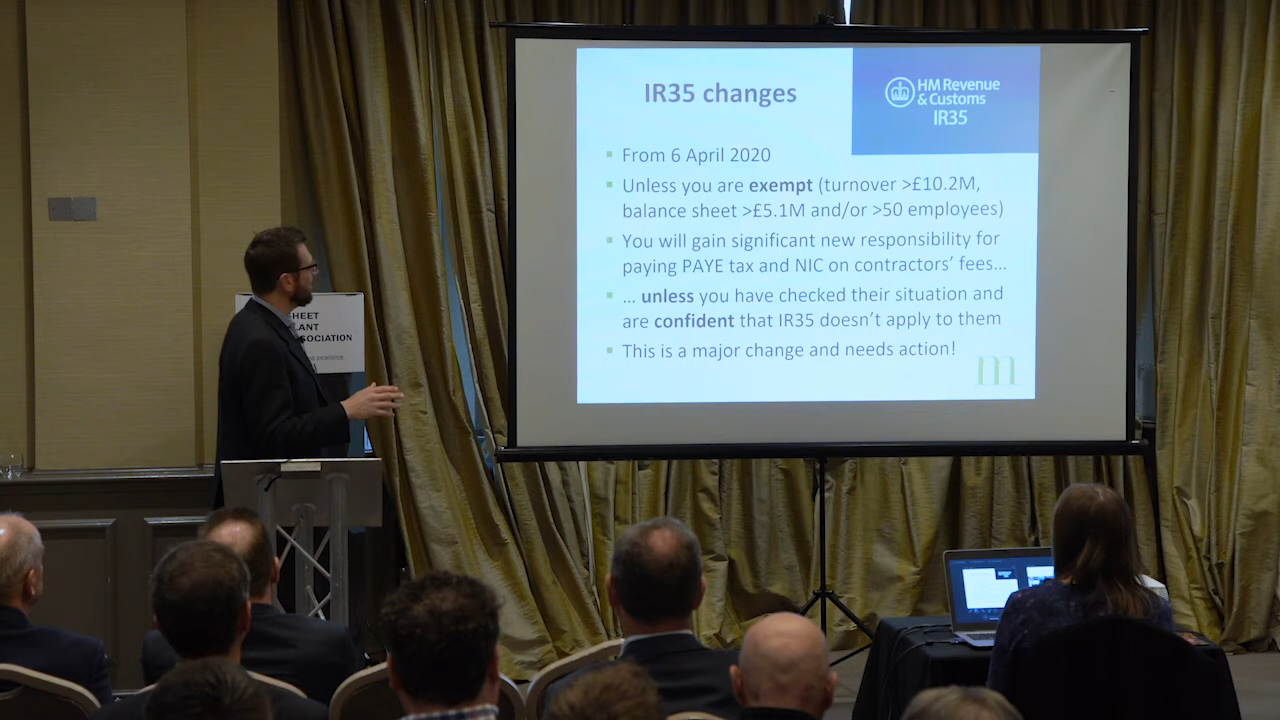 IR35 changes
HM Revenue
& Customs
IR35
From 6 April 2020
Unless you are exempt (turnover >£10.2M,
balance sheet >£5.1M and/or >50 employees)
You will gain significant new responsibility for
paying PAYE tax and NIC on contractors' fees...
... unless you have checked their situation and
are confident that IR35 doesn't apply to them
This is a major change and needs action!
m
HEET
LANT
SOCIATION
excellence